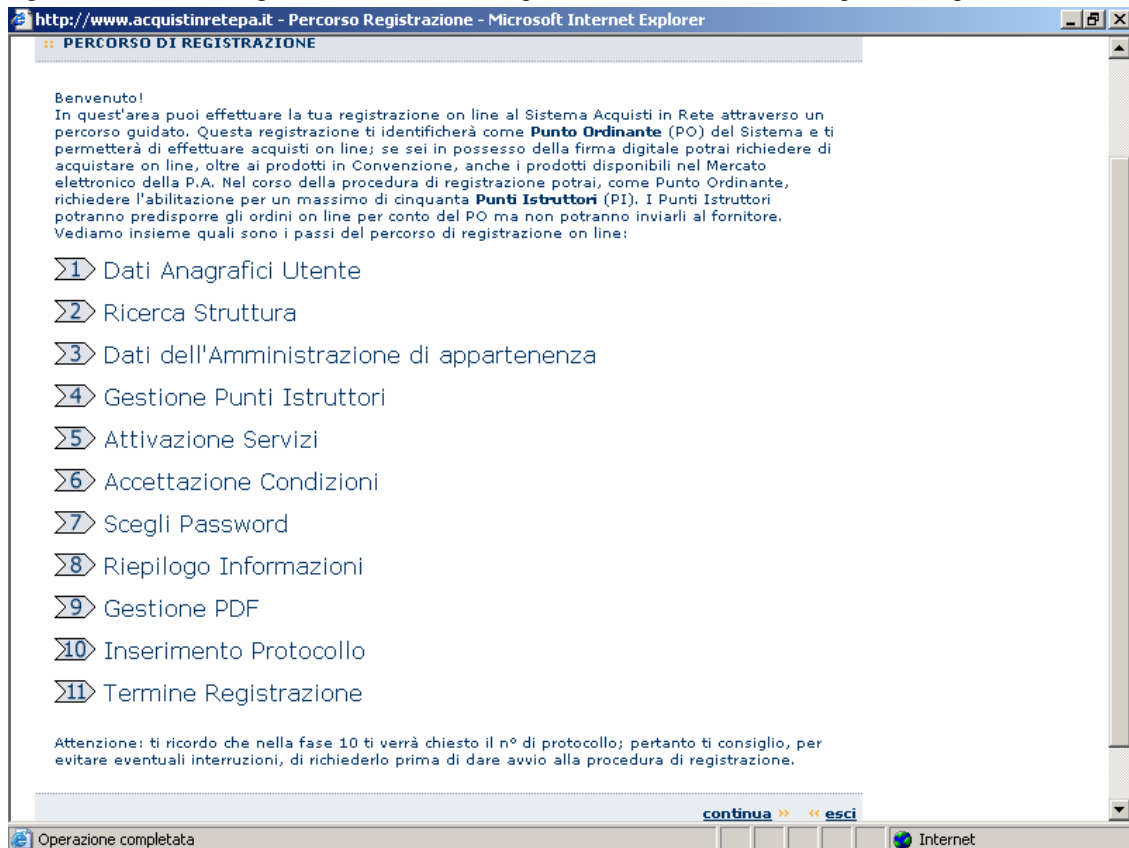 http://www.acquistinretepa.it - Percorso Registrazione - Microsoft Internet Explorer
:: PERCORSO DI REGISTRAZIONE
Benvenuto!
In quest'area puoi effettuare la tua registrazione on line al Sistema Acquisti in Rete attraverso un
percorso guidato. Questa registrazione ti identificherà come Punto Ordinante (PO) del Sistema e ti
permetterà di effettuare acquisti on line; se sei in possesso della firma digitale potrai richiedere di
acquistare on line, oltre ai prodotti in Convenzione, anche i prodotti disponibili nel Mercato
elettronico della P.A. Nel corso della procedura di registrazione potrai, come Punto Ordinante,
richiedere l'abilitazione per un massimo di cinquanta Punti Istruttori (PI). I Punti Istruttori
potranno predisporre gli ordini on line per conto del PO ma non potranno inviarli al fornitore.
Vediamo insieme quali sono i passi del percorso di registrazione on line:
1 Dati Anagrafici Utente
2 Ricerca Struttura
3 Dati dell'Amministrazione di appartenenza
4 Gestione Punti Istruttori
5 Attivazione Servizi
6 Accettazione Condizioni
7 Scegli Password
8 Riepilogo Informazioni
9 Gestione PDF
10 Inserimento Protocollo
11 Termine Registrazione
Attenzione: ti ricordo che nella fase 10 ti verrà chiesto il n° di protocollo; pertanto ti consiglio, per
evitare eventuali interruzioni, di richiederlo prima di dare avvio alla procedura di registrazione.
continua » « esci
Operazione completata Internet